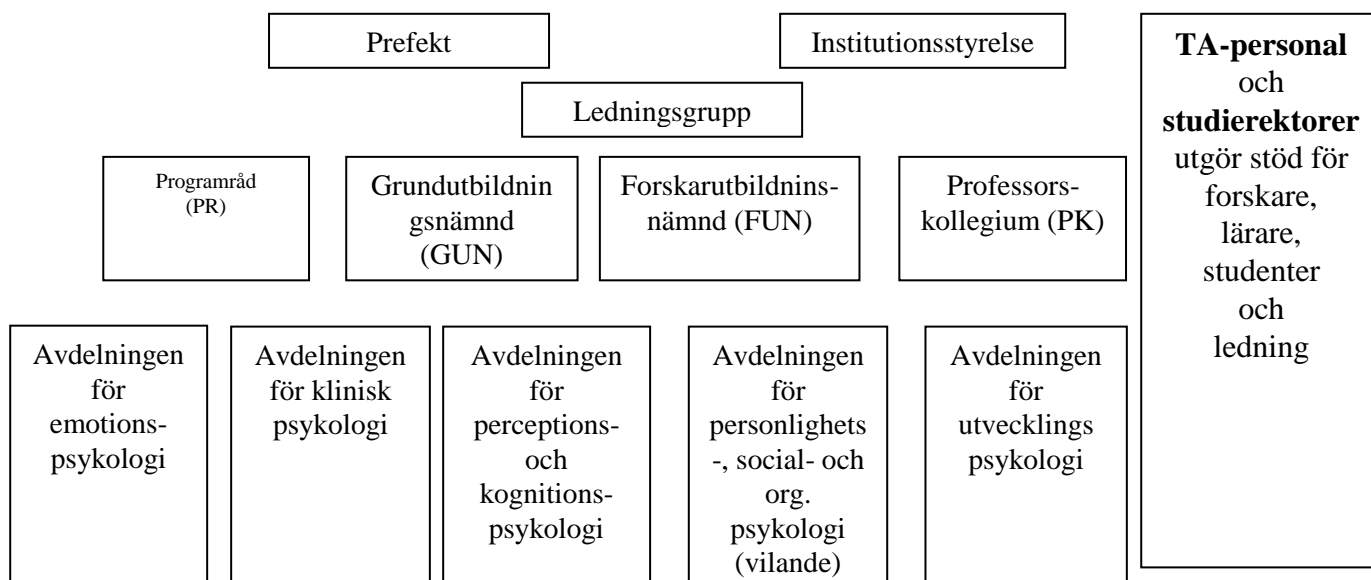 Prefekt
Institutionsstyrelse
Ledningsgrupp
Programråd
(PR)
Grundutbildnin
gsnämnd
(GUN)
Forskarutbildnins-
nämnd (FUN)
Professors-
kollegium (PK)
TA-personal
och
studierektorer
utgör stöd för
forskare,
lärare,
studenter
och
ledning
Avdelningen
för
emotions-
psykologi
Avdelningen
för klinisk
psykologi
Avdelningen
för
perceptions-
och
kognitions-
psykologi
Avdelningen
för
personlighets
-, social- och
org.
psykologi
(vilande)
Avdelningen
för
utvecklings
psykologi